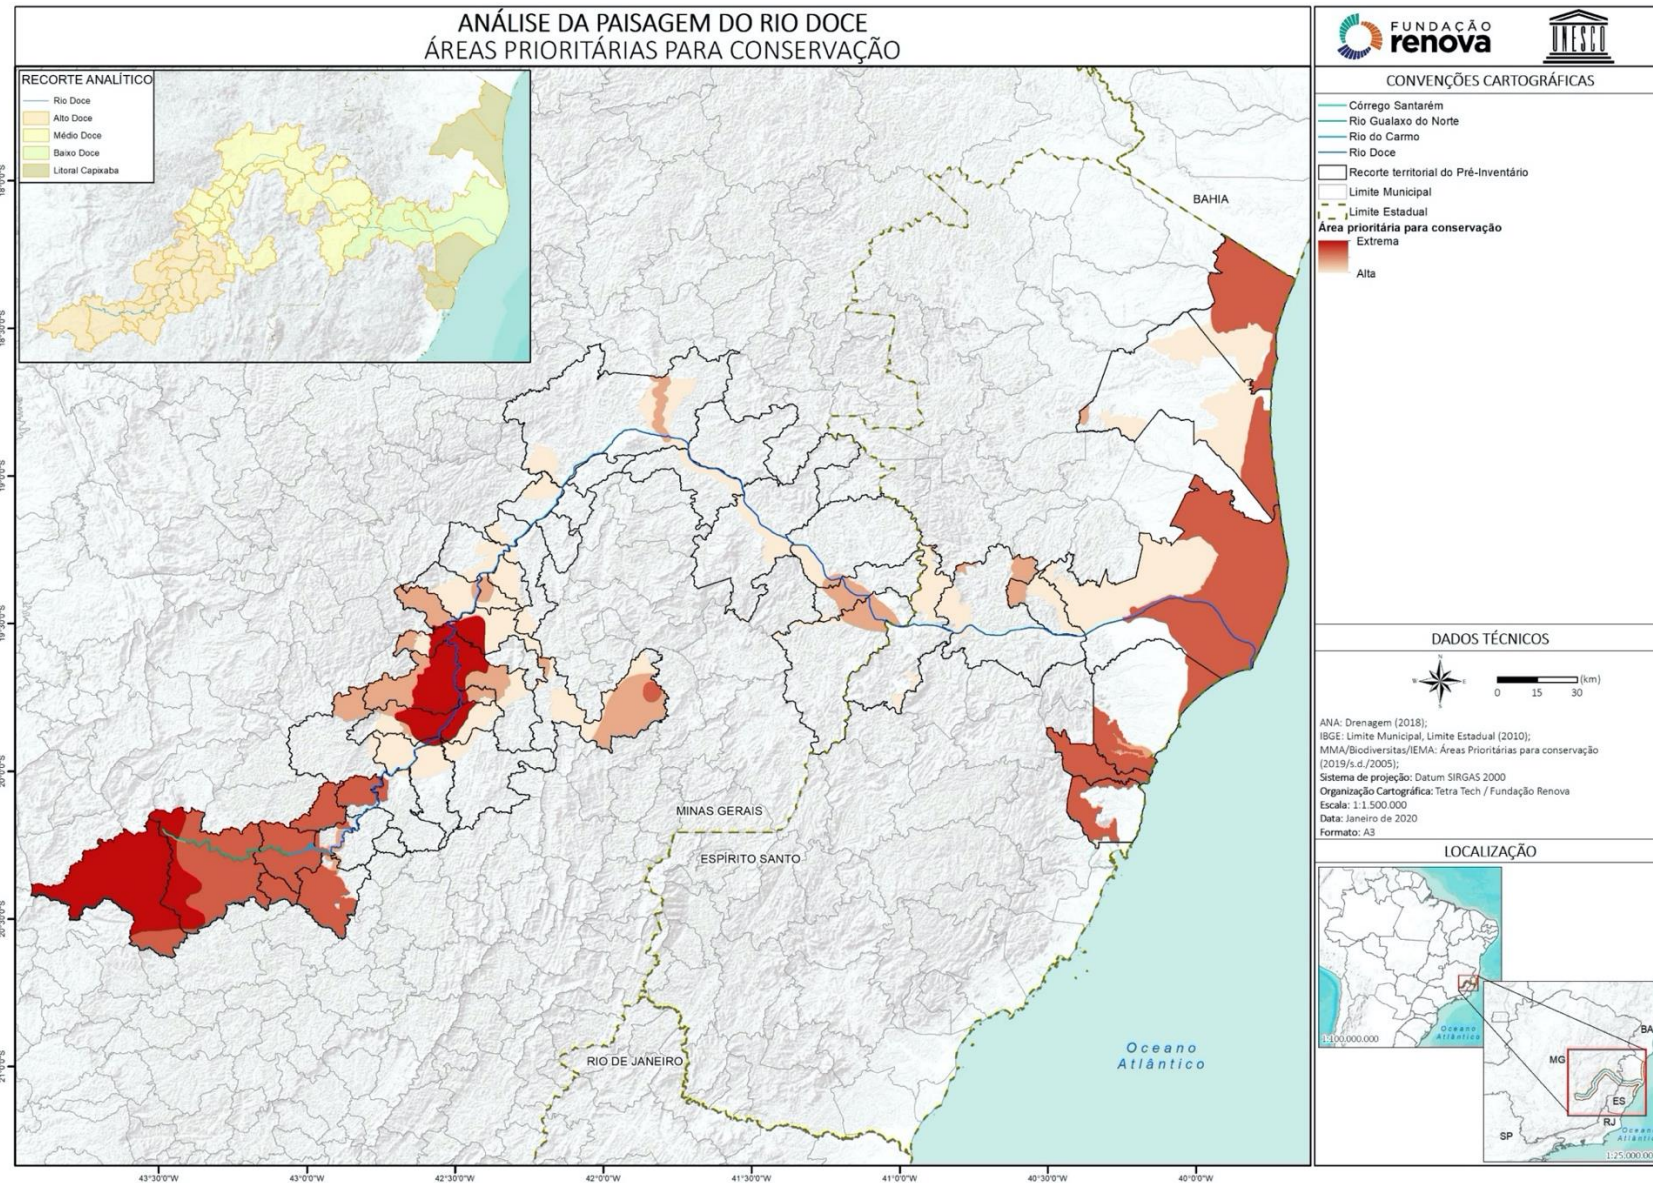 ANÁLISE DA PAISAGEM DO RIO DOCE
ÁREAS PRIORITÁRIAS PARA CONSERVAÇÃO
FUNDAÇÃO
renova
UNESCO
RECORTE ANALÍTICO
Rio Doce
Alto Doce
Médio Doce
Baixo Doce
Litoral Capixaba
CONVENÇÕES CARTOGRÁFICAS
Córrego Santarém
Rio Gualaxo do Norte
Rio do Carmo
Rio Doce
Recorte territorial do Pré-Inventário
Limite Municipal
Limite Estadual
Área prioritária para conservação
Extrema
Alta
BAHIA
MINAS GERAIS
ESPÍRITO SANTO
RIO DE JANEIRO
Oceano
Atlântico
43°30'0"W
43°0'0"W
42°30'0"W
42°0'0"W
41°30'0"W
41°0'0"W
40°30'0"W
40°0'0"W
DADOS TÉCNICOS
N
(km)
0 15 30
ANA: Drenagem (2018);
IBGE: Limite Municipal, Limite Estadual (2010);
MMA/Biodiversitas/IEMA: Áreas Prioritárias para conservação
(2019/s.d./2005);
Sistema de projeção: Datum SIRGAS 2000
Organização Cartográfica: Tetra Tech / Fundação Renova
Escala: 1:1.500.000
Data: Janeiro de 2020
Formato: A3
LOCALIZAÇÃO
Oceano
Atlântico
1:100.000.000
BA
MG
ES
RJ
SP